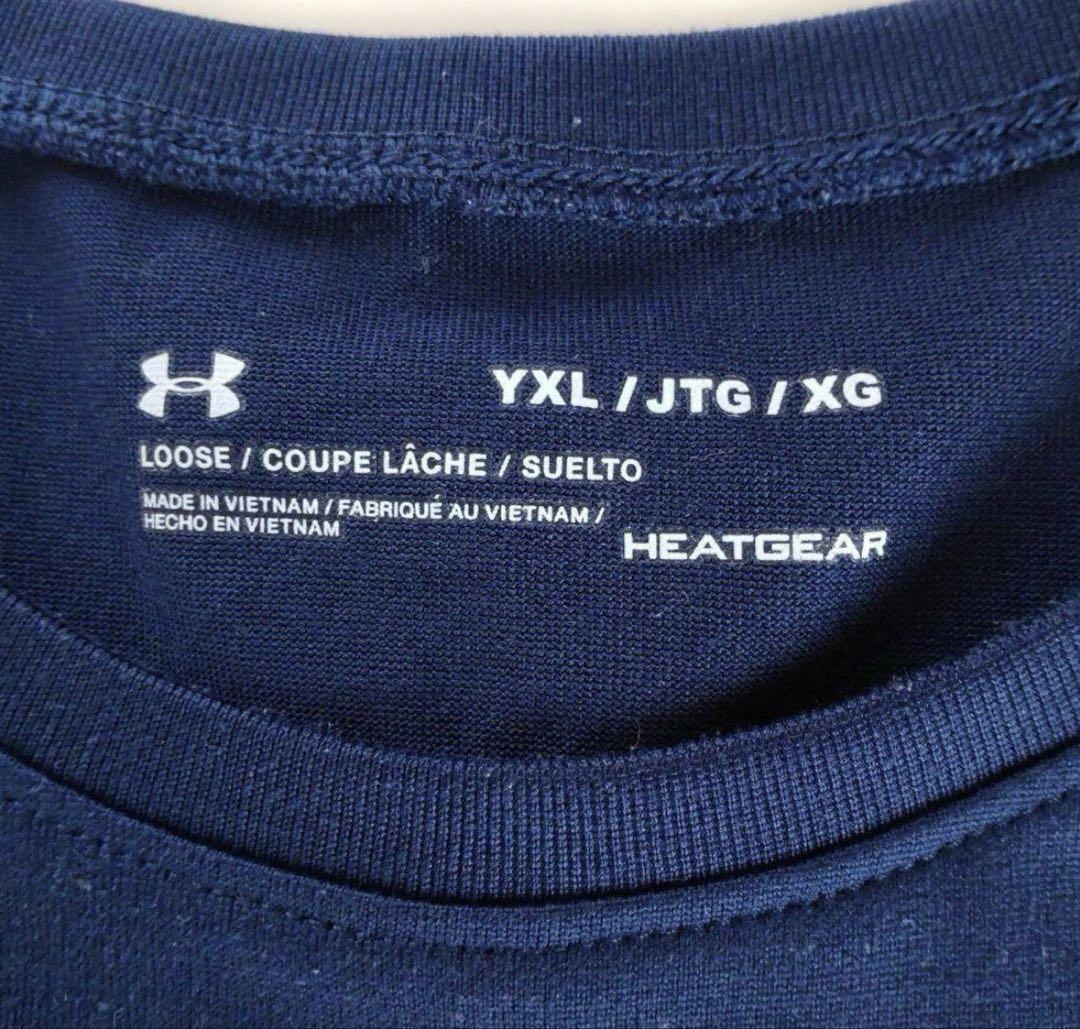 YXL / JTG / XG
LOOSE / COUPE LÂCHE / SUELTO
MADE IN VIETNAM / FABRIQUÉ AU VIETNAM /
HECHO EN VIETNAM
HEATGEAR